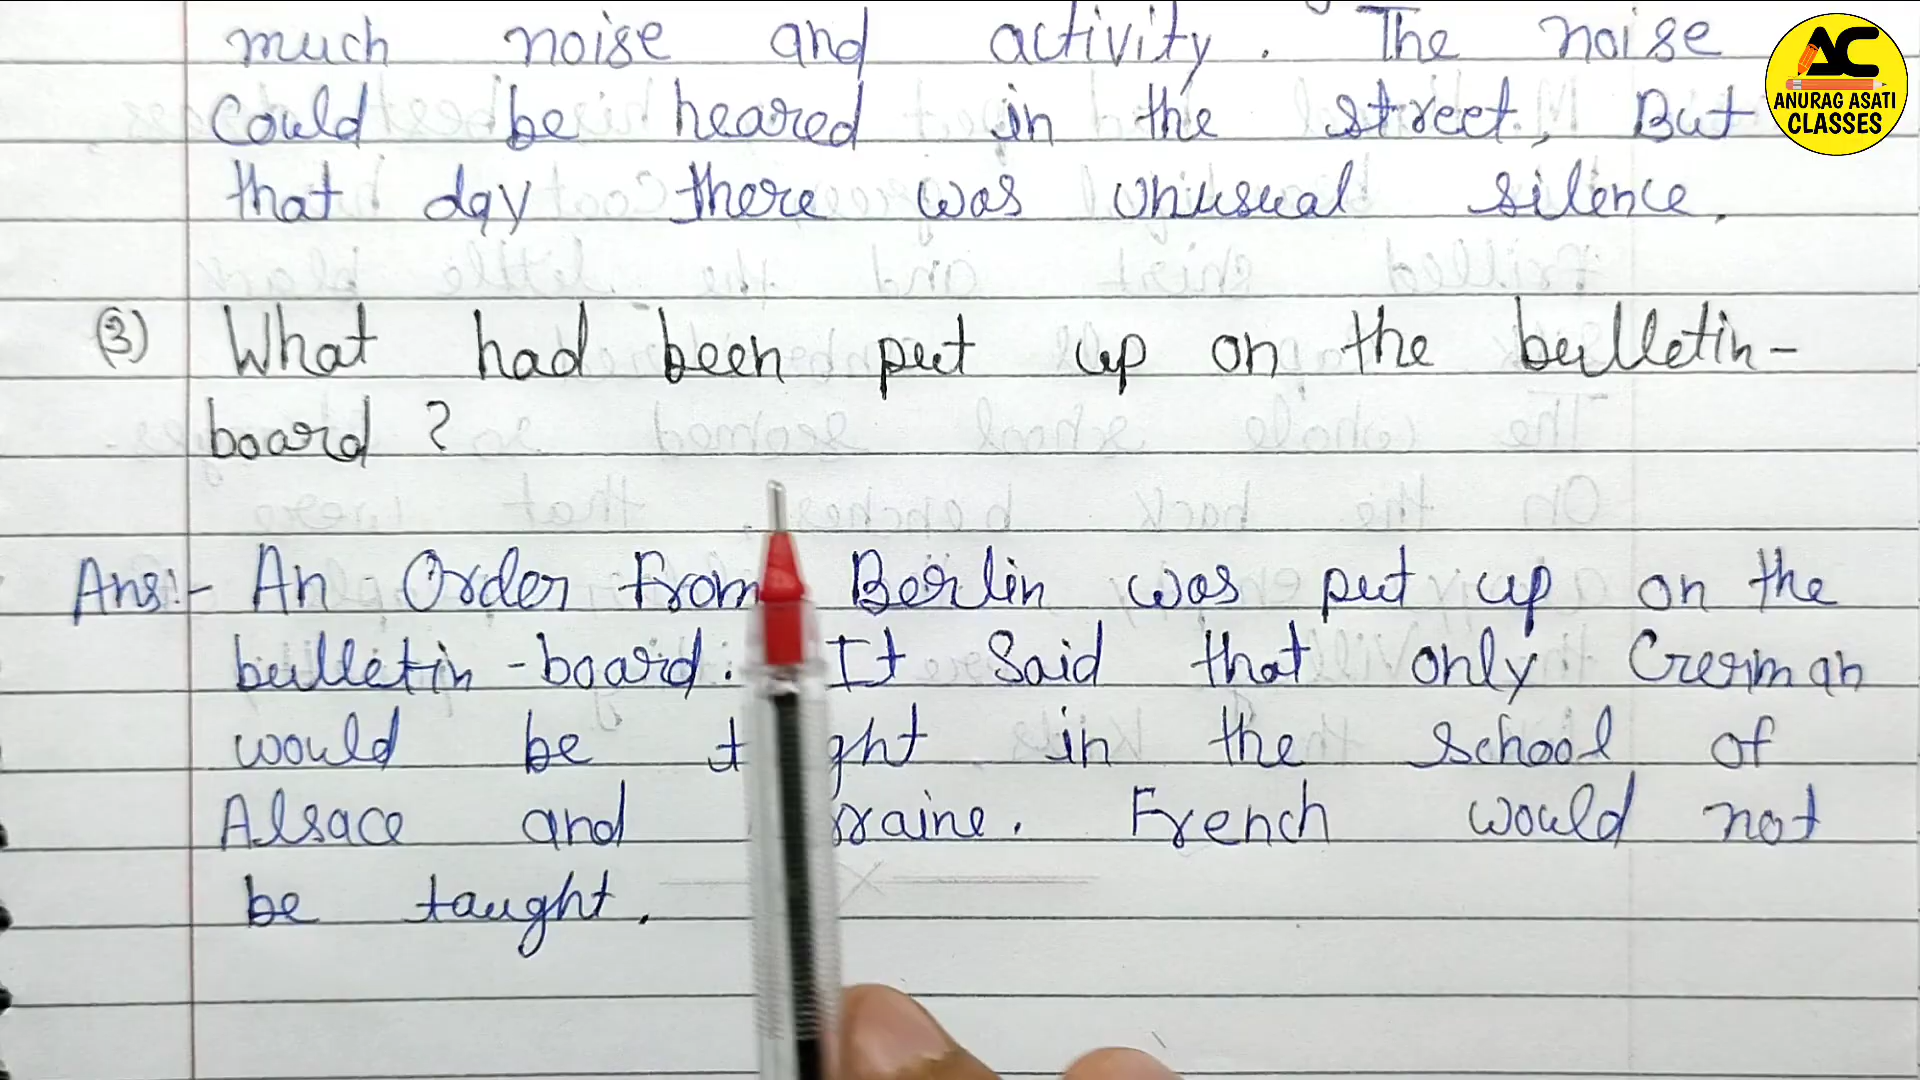 much noise and activity. The noise
Could be heared in the street, But
that day there was unusual silence.
(3) What had been put up on the bulletin-
board ?
Ans:- An Order from Berlin was put up on the
bulletin-board. It Said that only German
would be ght in the school of
Alsace and rraine. French would not
be taught.
AC
ANURAG ASATI
CLASSES